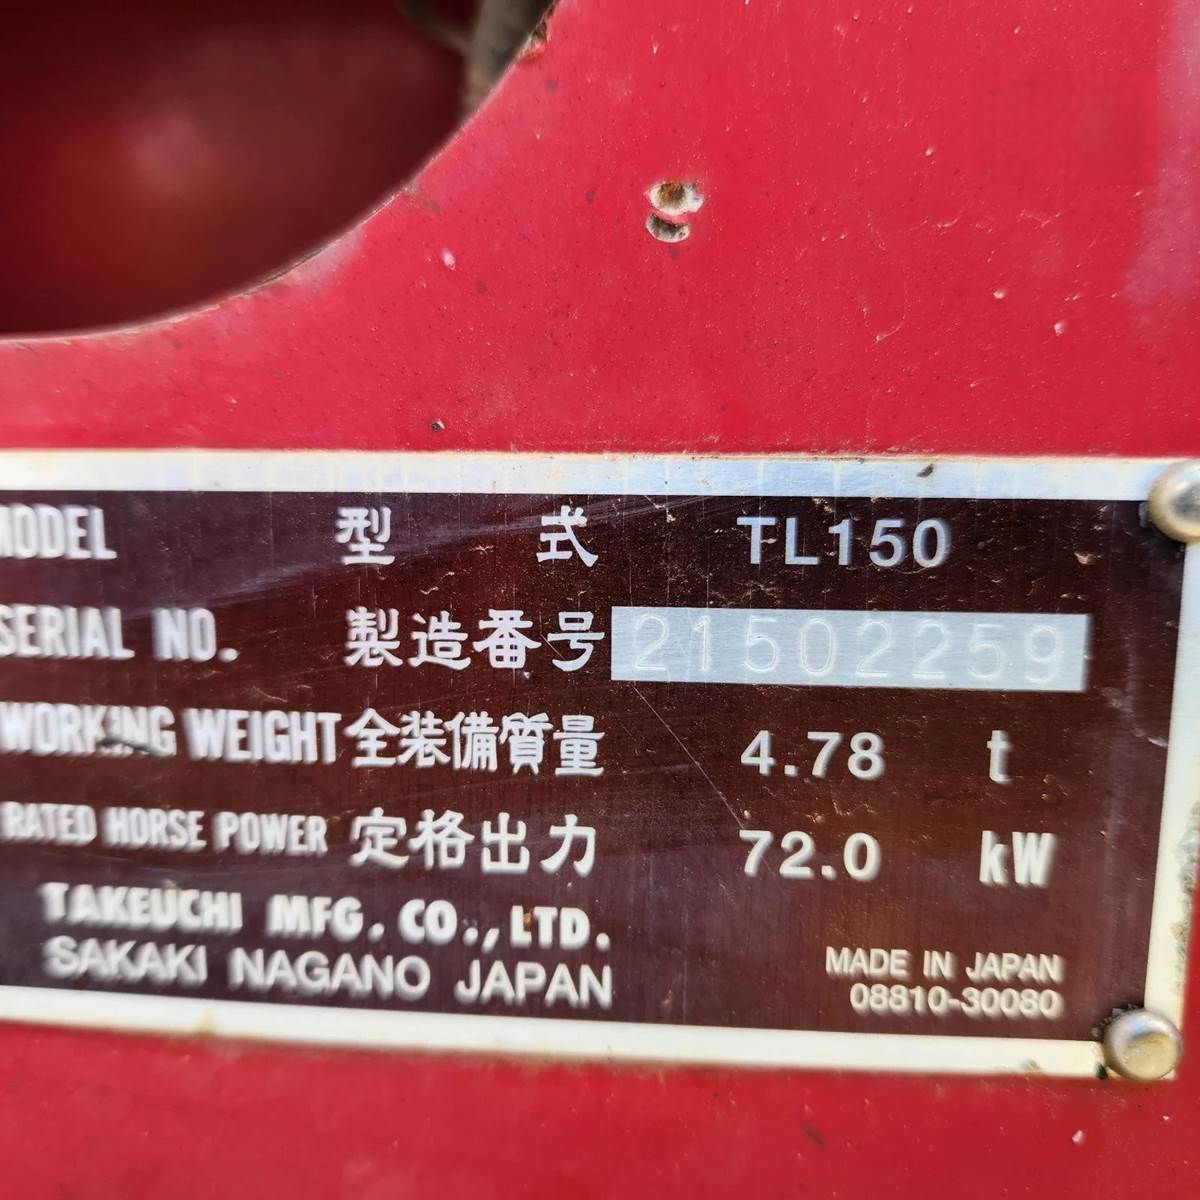 MODEL 型 式 TL150
SERIAL NO. 製造番号 21502259
WORKING WEIGHT 全装備質量 4.78 t
RATED HORSE POWER 定格出力 72.0 kW
TAKEUCHI MFG. CO., LTD.
SAKAKI NAGANO JAPAN
MADE IN JAPAN
08810-30080